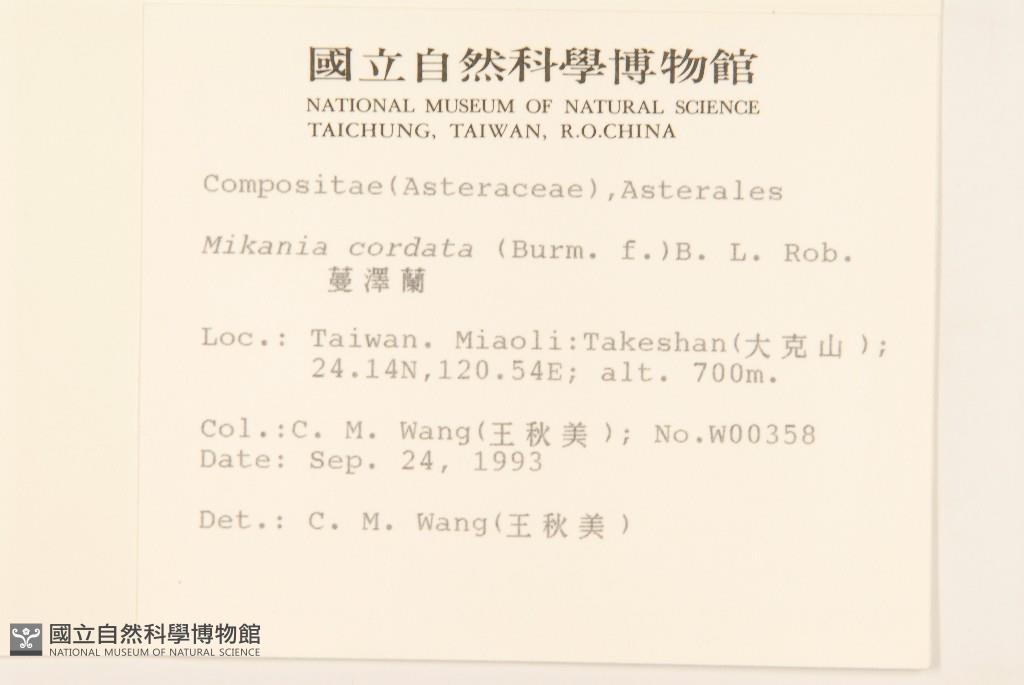 國立自然科學博物館
NATIONAL MUSEUM OF NATURAL SCIENCE
TAICHUNG, TAIWAN, R.O.CHINA
Compositae(Asteraceae),Asterales
Mikania cordata (Burm. f.)B. L. Rob.
蔓澤蘭
Loc.: Taiwan. Miaoli:Takeshan(大克山);
24.14N,120.54E; alt. 700m.
Col.:C. M. Wang(王秋美); No.W00358
Date: Sep. 24, 1993
Det.: C. M. Wang(王秋美)
國立自然科學博物館
NATIONAL MUSEUM OF NATURAL SCIENCE